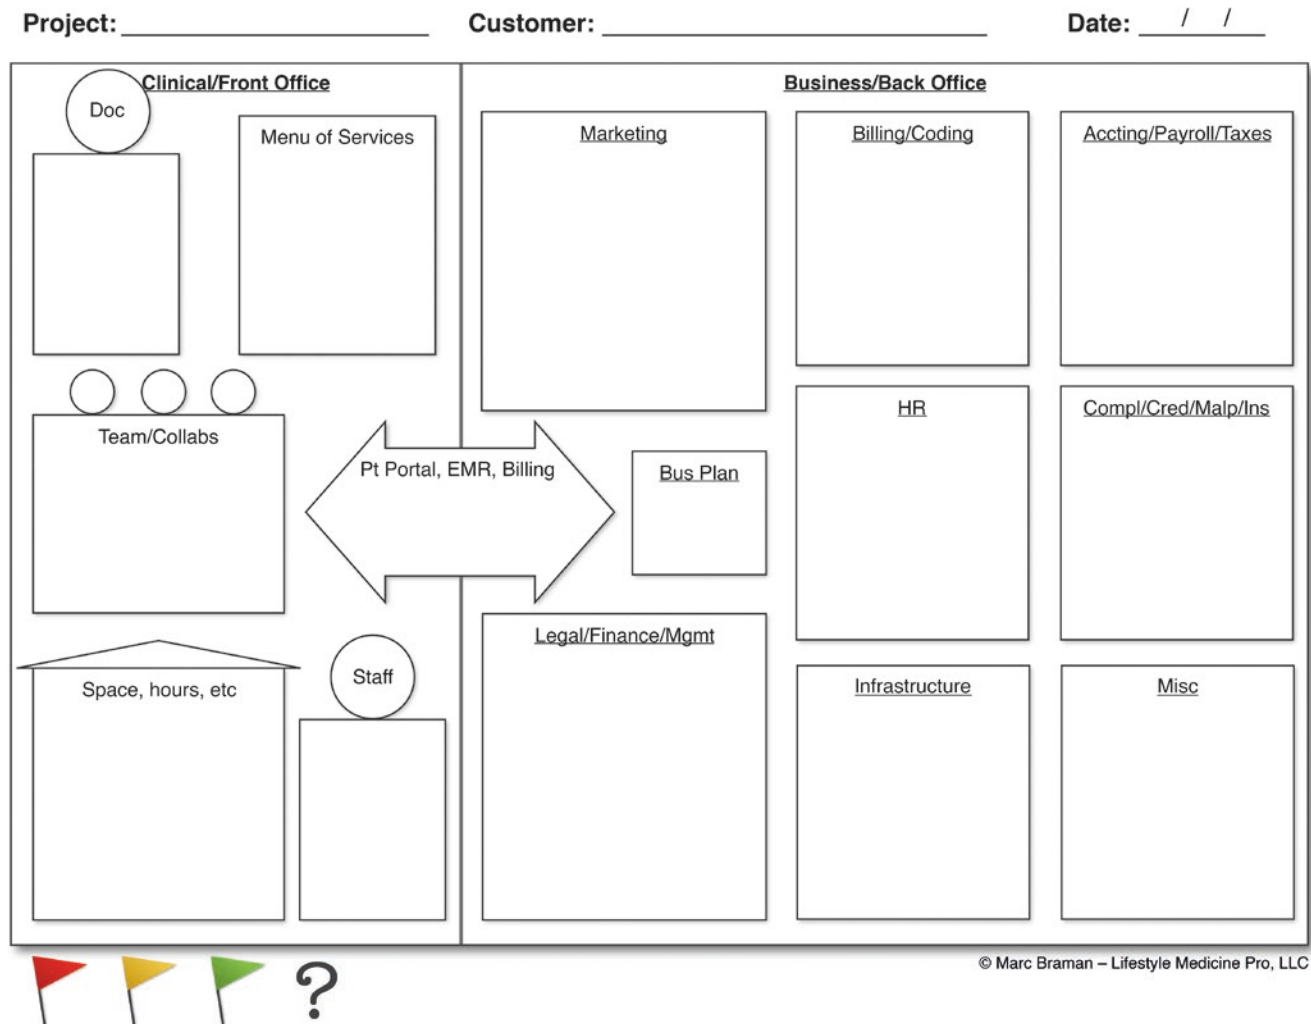 Project: Customer: Date: / /
Clinical/Front Office
Doc
Menu of Services
Team/Collabs
Space, hours, etc
Staff
Pt Portal, EMR, Billing
Business/Back Office
Marketing
Billing/Coding
Accting/Payroll/Taxes
Bus Plan
HR
Compl/Cred/Malp/Ins
Legal/Finance/Mgmt
Infrastructure
Misc
?
© Marc Braman – Lifestyle Medicine Pro, LLC